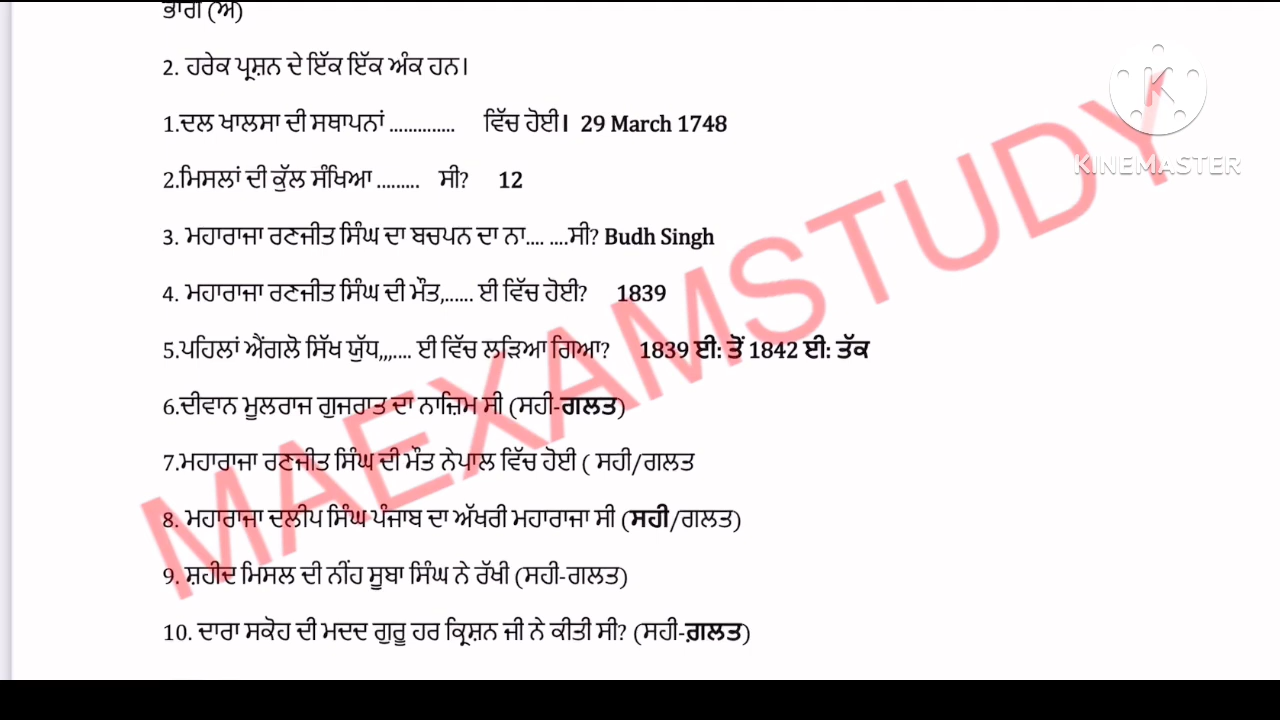 ਭਾਗ (ਅ)
2. ਹਰੇਕ ਪ੍ਰਸ਼ਨ ਦੇ ਇੱਕ ਇੱਕ ਅੰਕ ਹਨ।
1.ਦਲ ਖਾਲਸਾ ਦੀ ਸਥਾਪਨਾਂ .............. ਵਿੱਚ ਹੋਈ। 29 March 1748
2.ਮਿਸਲਾਂ ਦੀ ਕੁੱਲ ਸੰਖਿਆ ......... ਸੀ? 12
3. ਮਹਾਰਾਜਾ ਰਣਜੀਤ ਸਿੰਘ ਦਾ ਬਚਪਨ ਦਾ ਨਾ.... ....ਸੀ? Budh Singh
4. ਮਹਾਰਾਜਾ ਰਣਜੀਤ ਸਿੰਘ ਦੀ ਮੌਤ,...... ਈ ਵਿੱਚ ਹੋਈ? 1839
5.ਪਹਿਲਾਂ ਐਂਗਲੋ ਸਿੱਖ ਯੁੱਧ,,,.... ਈ ਵਿੱਚ ਲੜਿਆ ਗਿਆ? 1839 ਈ: ਤੋਂ 1842 ਈ: ਤੱਕ
6.ਦੀਵਾਨ ਮੂਲਰਾਜ ਗੁਜਰਾਤ ਦਾ ਨਾਜ਼ਿਮ ਸੀ (ਸਹੀ-ਗਲਤ)
7.ਮਹਾਰਾਜਾ ਰਣਜੀਤ ਸਿੰਘ ਦੀ ਮੌਤ ਨੇਪਾਲ ਵਿੱਚ ਹੋਈ ( ਸਹੀ/ਗਲਤ
8. ਮਹਾਰਾਜਾ ਦਲੀਪ ਸਿੰਘ ਪੰਜਾਬ ਦਾ ਅੱਖਰੀ ਮਹਾਰਾਜਾ ਸੀ (ਸਹੀ/ਗਲਤ)
9. ਸ਼ਹੀਦ ਮਿਸਲ ਦੀ ਨੀਂਹ ਸੂਬਾ ਸਿੰਘ ਨੇ ਰੱਖੀ (ਸਹੀ-ਗਲਤ)
10. ਦਾਰਾ ਸਕੋਹ ਦੀ ਮਦਦ ਗੁਰੂ ਹਰ ਕ੍ਰਿਸ਼ਨ ਜੀ ਨੇ ਕੀਤੀ ਸੀ? (ਸਹੀ-ਗ਼ਲਤ)
MAEXAMSTUDY
K
KINEMASTER